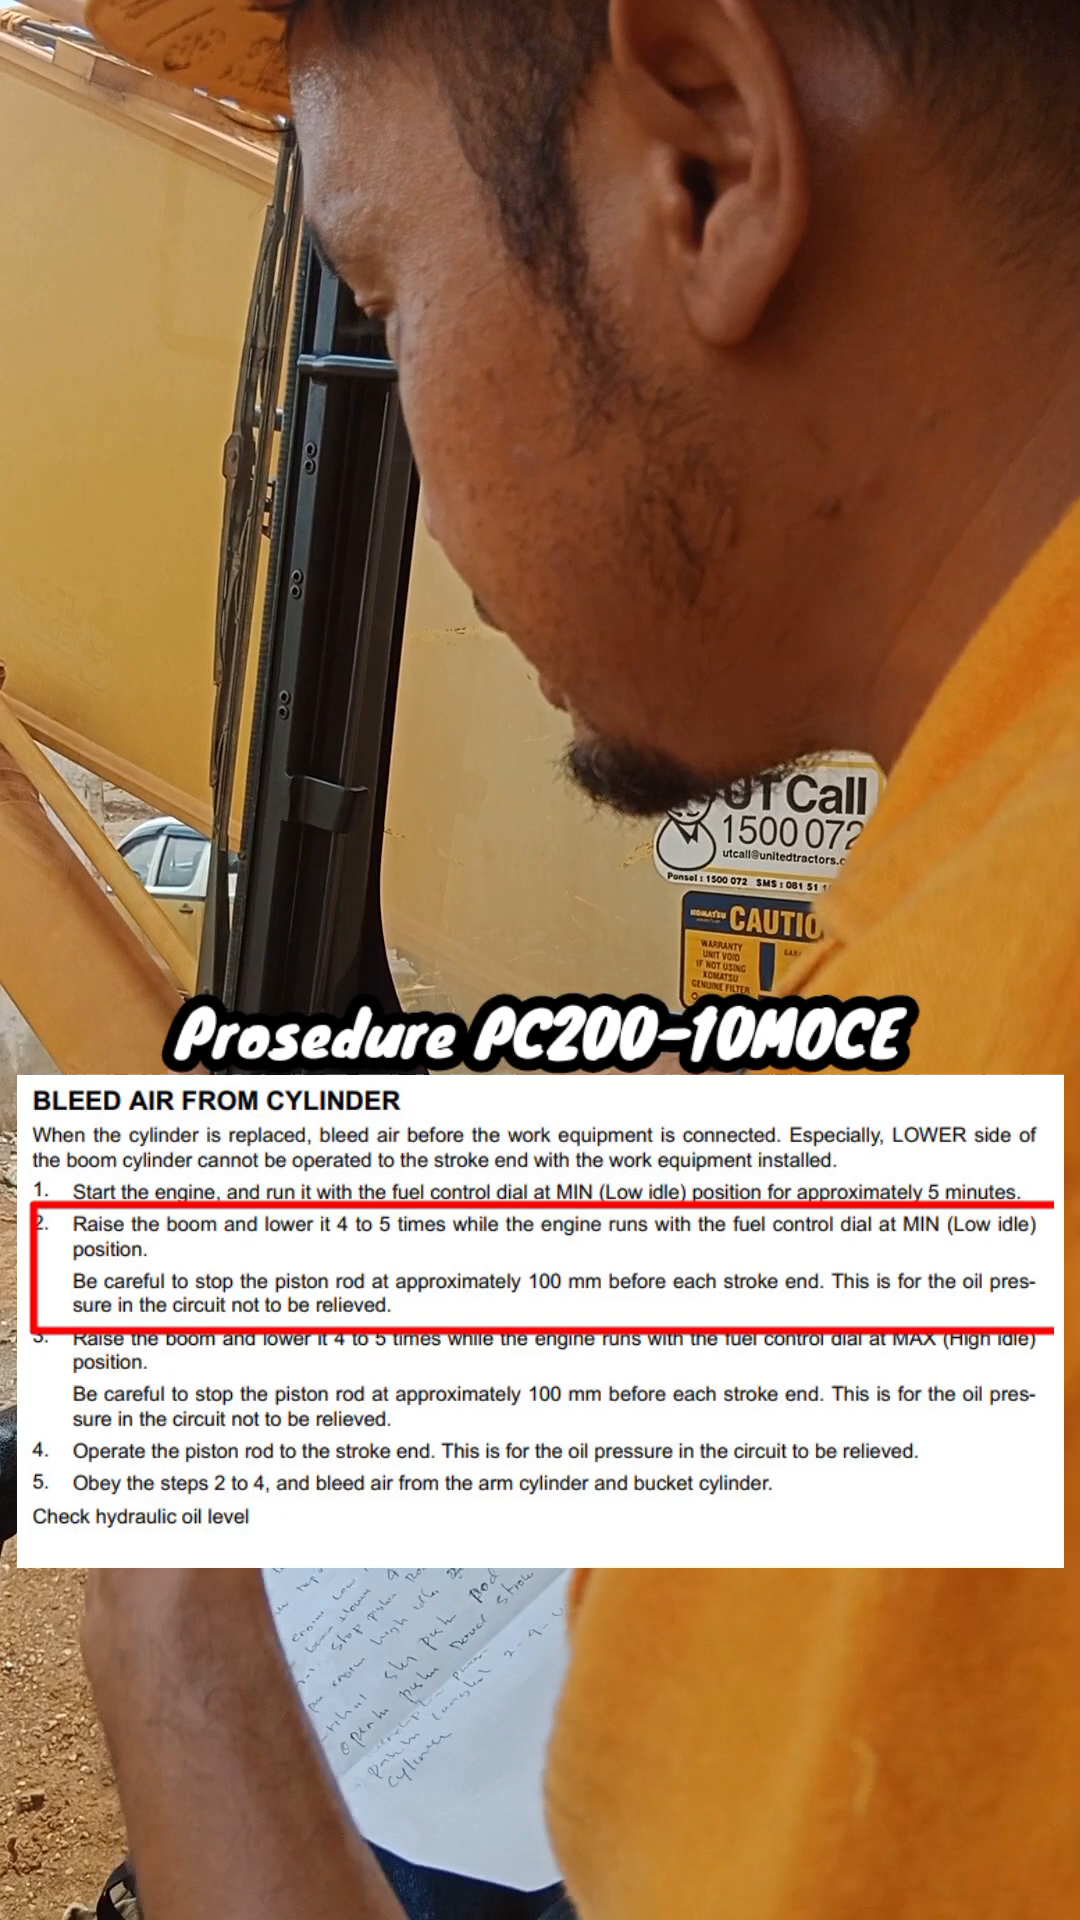 UT Call
1500 072
utcall@unitedtractors.c
Ponsel : 1500 072 SMS : 081 51
KOMATSU
CAUTIO
WARRANTY
UNIT VOID
IF NOT USING
KOMATSU
GENUINE FILTER
Prosedure PC200-10MOCE
BLEED AIR FROM CYLINDER
When the cylinder is replaced, bleed air before the work equipment is connected. Especially, LOWER side of
the boom cylinder cannot be operated to the stroke end with the work equipment installed.
1. Start the engine, and run it with the fuel control dial at MIN (Low idle) position for approximately 5 minutes.
2. Raise the boom and lower it 4 to 5 times while the engine runs with the fuel control dial at MIN (Low idle)
position.
Be careful to stop the piston rod at approximately 100 mm before each stroke end. This is for the oil pres-
sure in the circuit not to be relieved.
3. Raise the boom and lower it 4 to 5 times while the engine runs with the fuel control dial at MAX (High idle)
position.
Be careful to stop the piston rod at approximately 100 mm before each stroke end. This is for the oil pres-
sure in the circuit not to be relieved.
4. Operate the piston rod to the stroke end. This is for the oil pressure in the circuit to be relieved.
5. Obey the steps 2 to 4, and bleed air from the arm cylinder and bucket cylinder.
Check hydraulic oil level